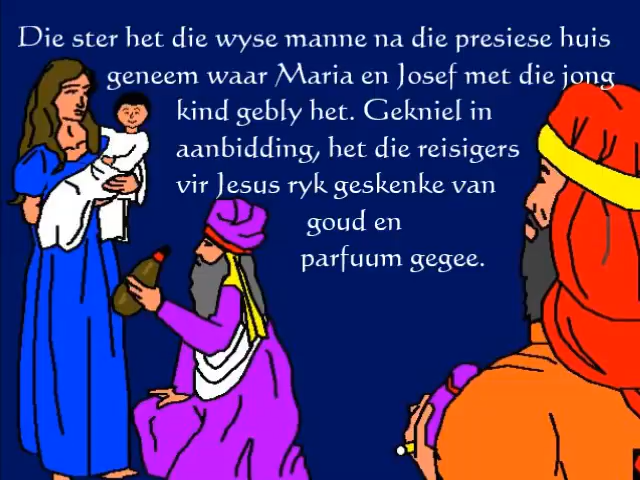 Die ster het die wyse manne na die presiese huis
geneem waar Maria en Josef met die jong
kind gebly het. Gekniel in
aanbidding, het die reisigers
vir Jesus ryk geskenke van
goud en
parfuum gegee.